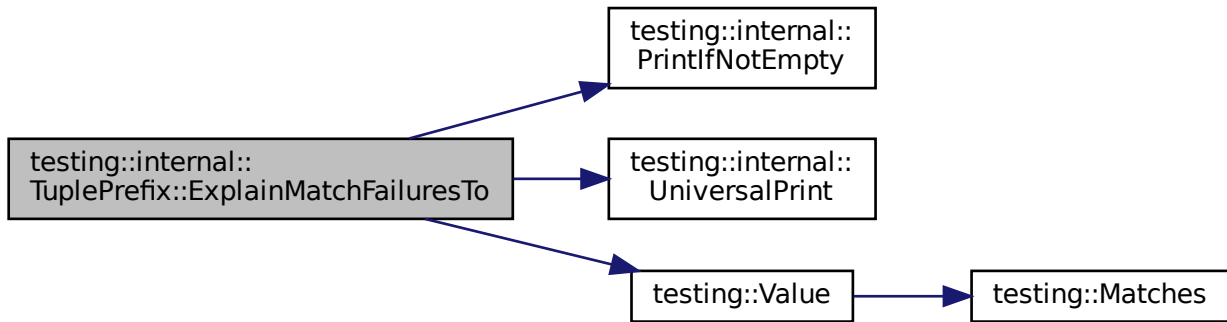 testing::internal::
PrintIfNotEmpty
testing::internal::
TuplePrefix::ExplainMatchFailuresTo
testing::internal::
UniversalPrint
testing::Value
testing::Matches